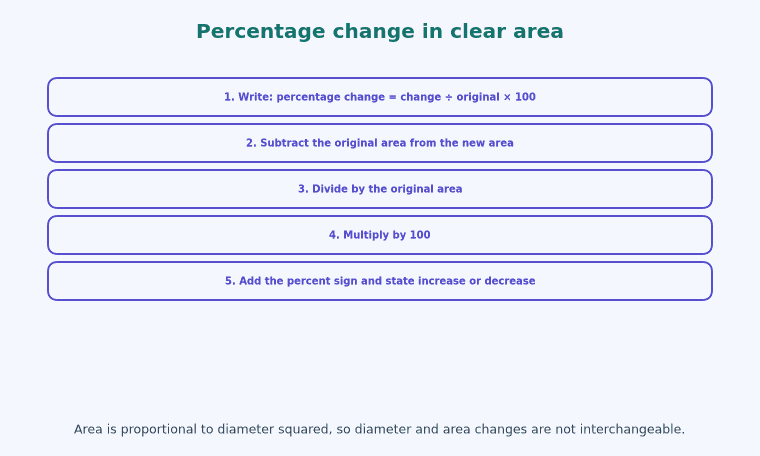 Percentage change in clear area
1. Write: percentage change = change ÷ original × 100
2. Subtract the original area from the new area
3. Divide by the original area
4. Multiply by 100
5. Add the percent sign and state increase or decrease
Area is proportional to diameter squared, so diameter and area changes are not interchangeable.